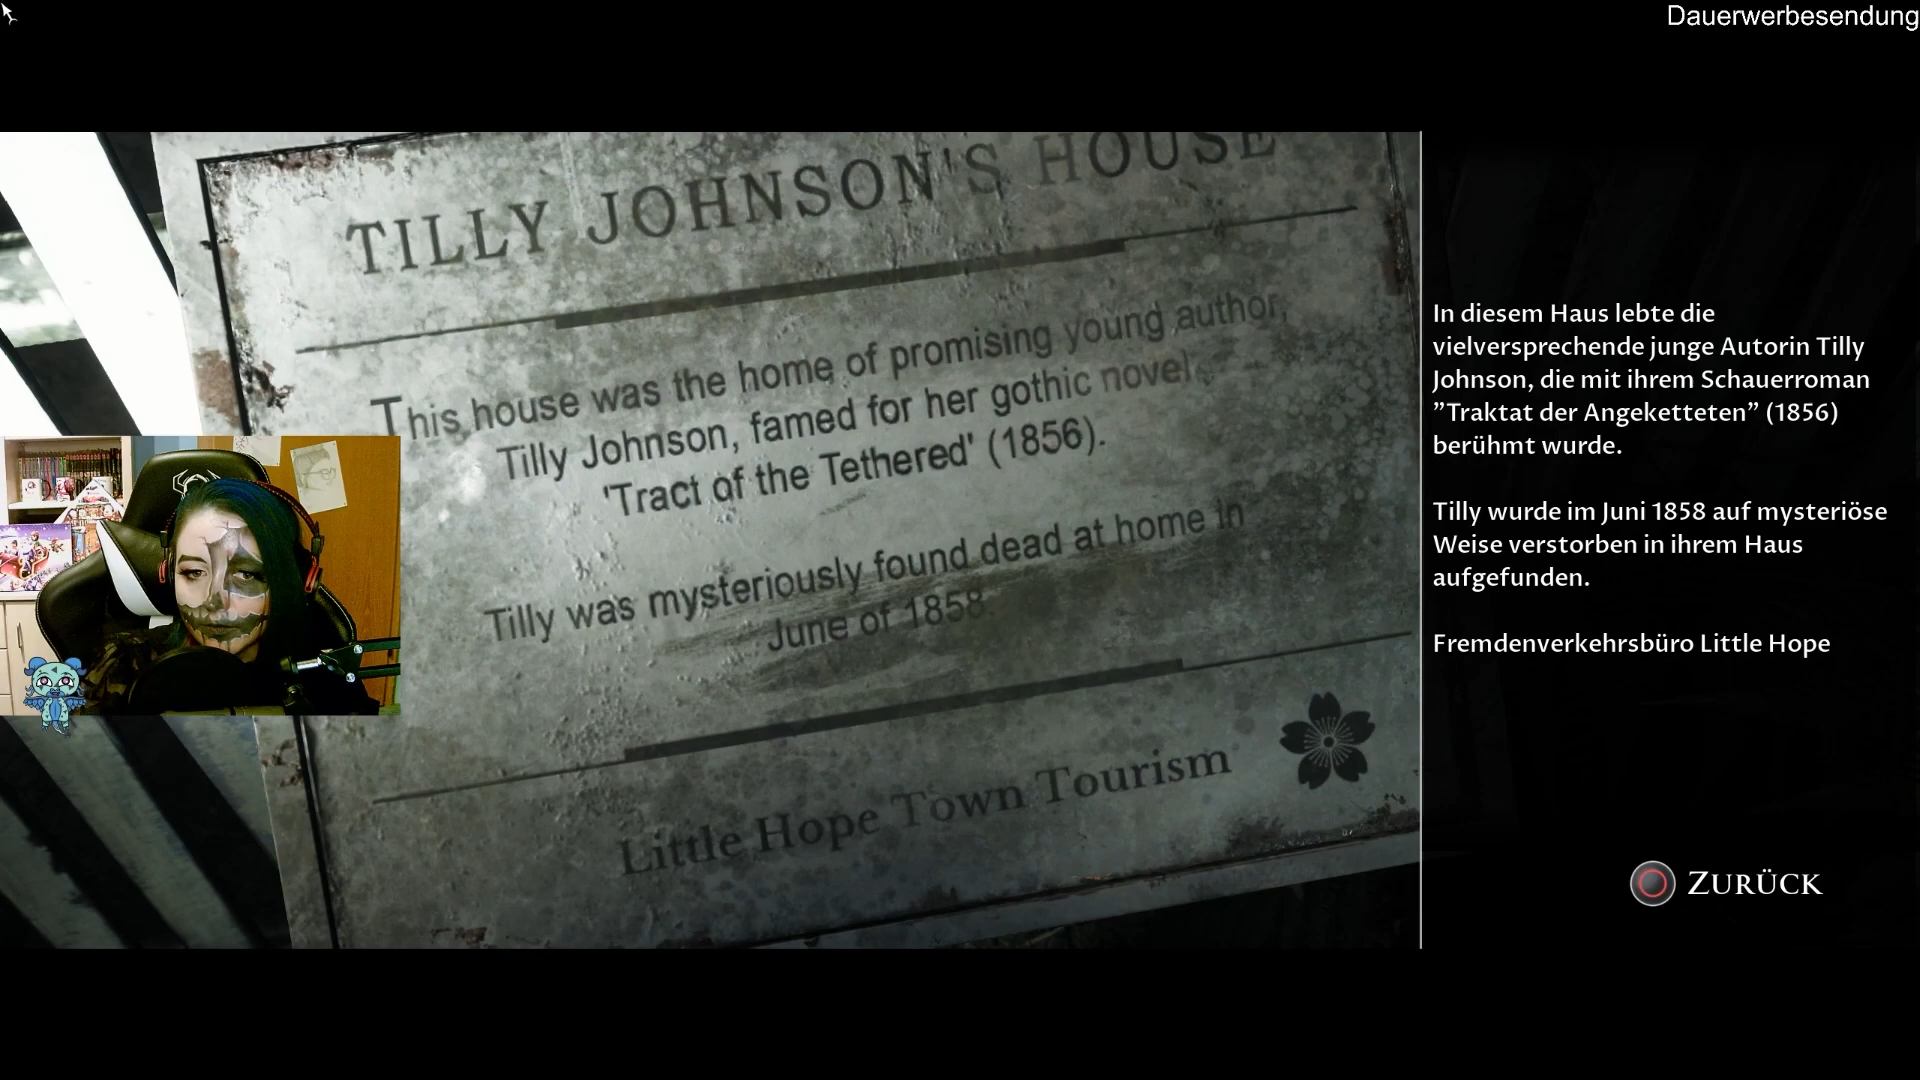 Dauerwerbesendung
TILLY JOHNSON'S HOUSE
This house was the home of promising young author,
Tilly Johnson, famed for her gothic novel
'Tract of the Tethered' (1856).
Tilly was mysteriously found dead at home in
June of 1858
Little Hope Town Tourism
In diesem Haus lebte die
vielversprechende junge Autorin Tilly
Johnson, die mit ihrem Schauerroman
”Traktat der Angeketteten” (1856)
berühmt wurde.
Tilly wurde im Juni 1858 auf mysteriöse
Weise verstorben in ihrem Haus
aufgefunden.
Fremdenverkehrsbüro Little Hope
ZURÜCK